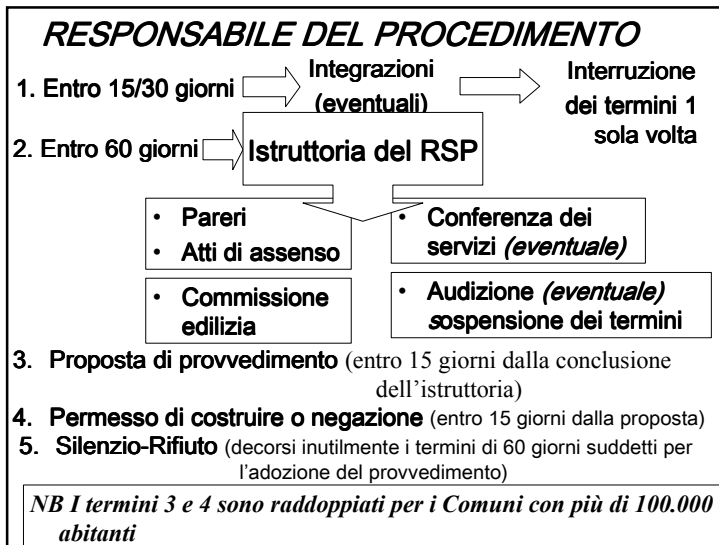 RESPONSABILE DEL PROCEDIMENTO
1. Entro 15/30 giorni
Integrazioni
(eventuali)
Interruzione
dei termini 1
sola volta
2. Entro 60 giorni
Istruttoria del RSP
• Pareri
• Atti di assenso
• Conferenza dei
servizi (eventuale)
• Commissione
edilizia
• Audizione (eventuale)
sospensione dei termini
3. Proposta di provvedimento (entro 15 giorni dalla conclusione
dell'istruttoria)
4. Permesso di costruire o negazione (entro 15 giorni dalla proposta)
5. Silenzio-Rifiuto (decorsi inutilmente i termini di 60 giorni suddetti per
l'adozione del provvedimento)
NB I termini 3 e 4 sono raddoppiati per i Comuni con più di 100.000
abitanti